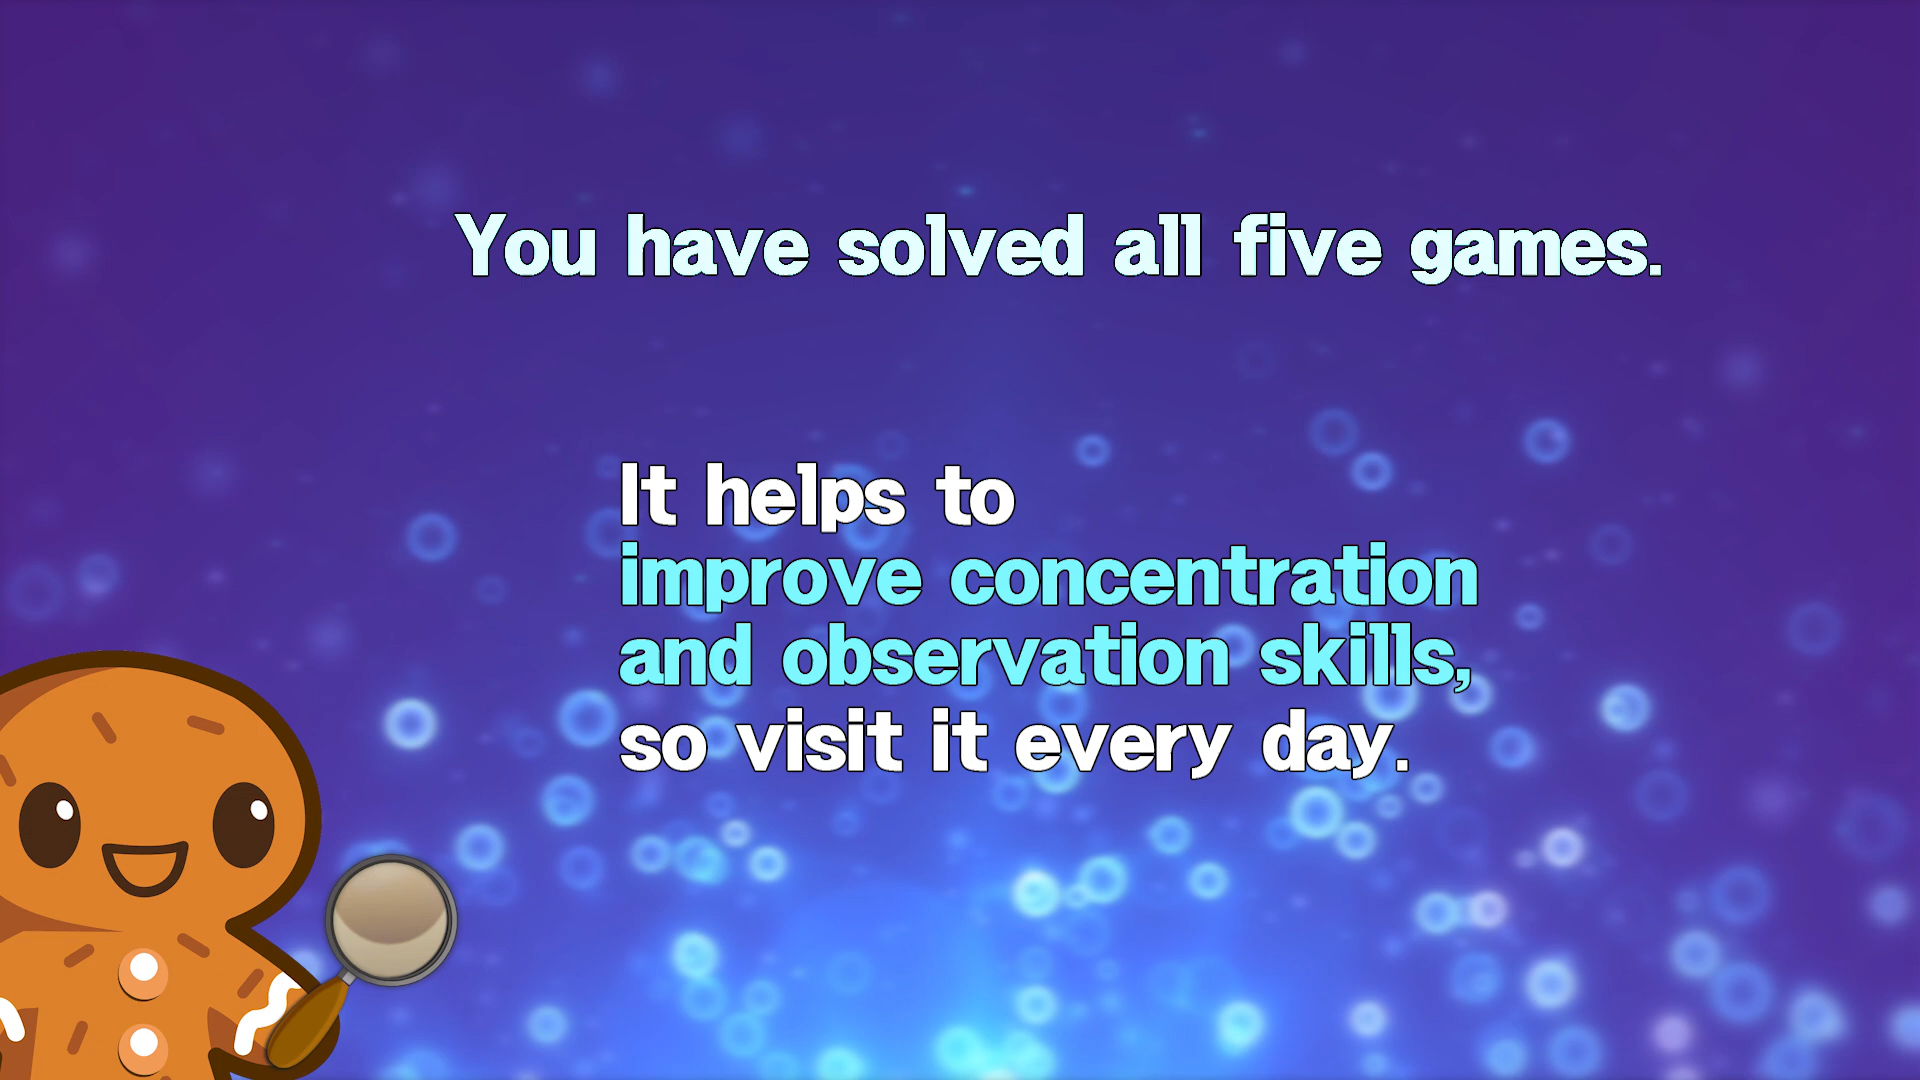 You have solved all five games.
It helps to
improve concentration
and observation skills,
so visit it every day.